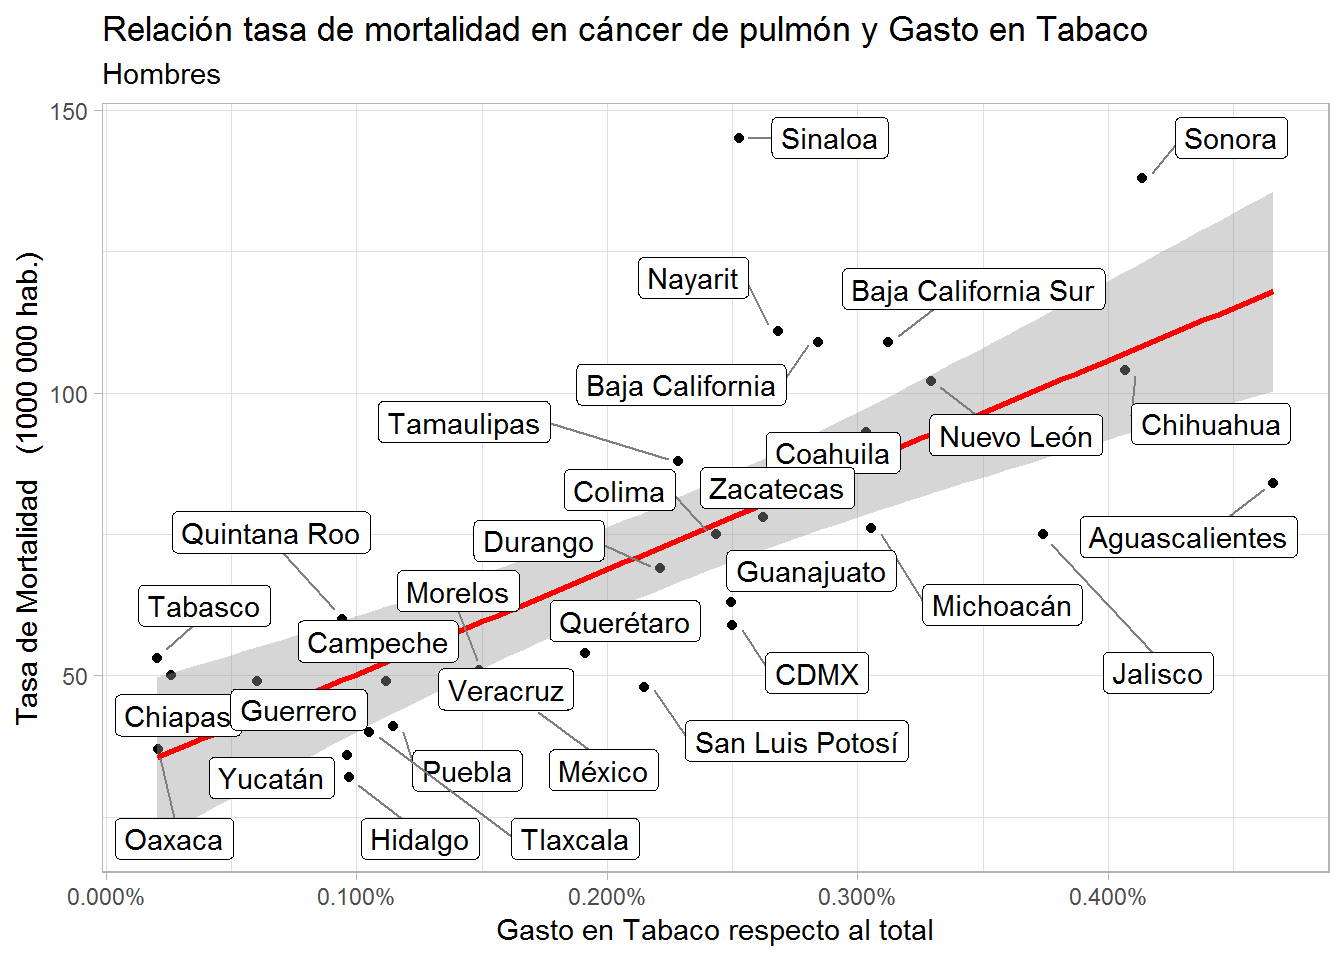 Relación tasa de mortalidad en cáncer de pulmón y Gasto en Tabaco
Hombres
Tasa de Mortalidad   (1000 000 hab.)
150
100
50
Sinaloa
Sonora
Nayarit
Baja California Sur
Baja California
Tamaulipas
Chihuahua
Nuevo León
Coahuila
Zacatecas
Colima
Quintana Roo
Durango
Aguascalientes
Guanajuato
Morelos
Tabasco
Michoacán
Querétaro
Campeche
CDMX
Jalisco
Veracruz
Guerrero
Chiapas
San Luis Potosí
Yucatán
Puebla
México
Oaxaca
Hidalgo
Tlaxcala
0.000%
0.100%
0.200%
0.300%
0.400%
Gasto en Tabaco respecto al total